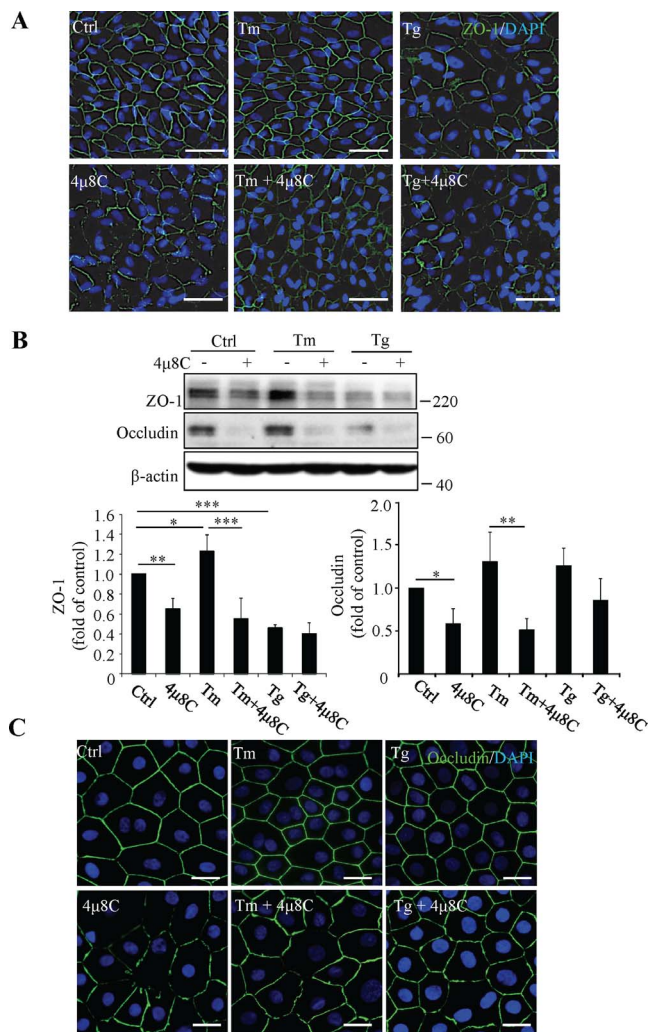 A
Ctrl
Tm
Tg
ZO-1/DAPI
4μ8C
Tm + 4μ8C
Tg+4μ8C
B
Ctrl Tm Tg
4μ8C - + - + - +
ZO-1
220
Occludin
60
β-actin
40
ZO-1
(fold of control)
1.6
1.4
1.2
1.0
0.8
0.6
0.4
0.2
0
***
* ***
**
Ctrl
4μ8C
Tm
Tm+4μ8C
Tg
Tg+4μ8C
Occludin
(fold of control)
2.0
1.5
1.0
0.5
0
*
**
Ctrl
4μ8C
Tm
Tm+4μ8C
Tg
Tg+4μ8C
C
Ctrl
Tm
Tg
Occludin/DAPI
4μ8C
Tm + 4μ8C
Tg + 4μ8C